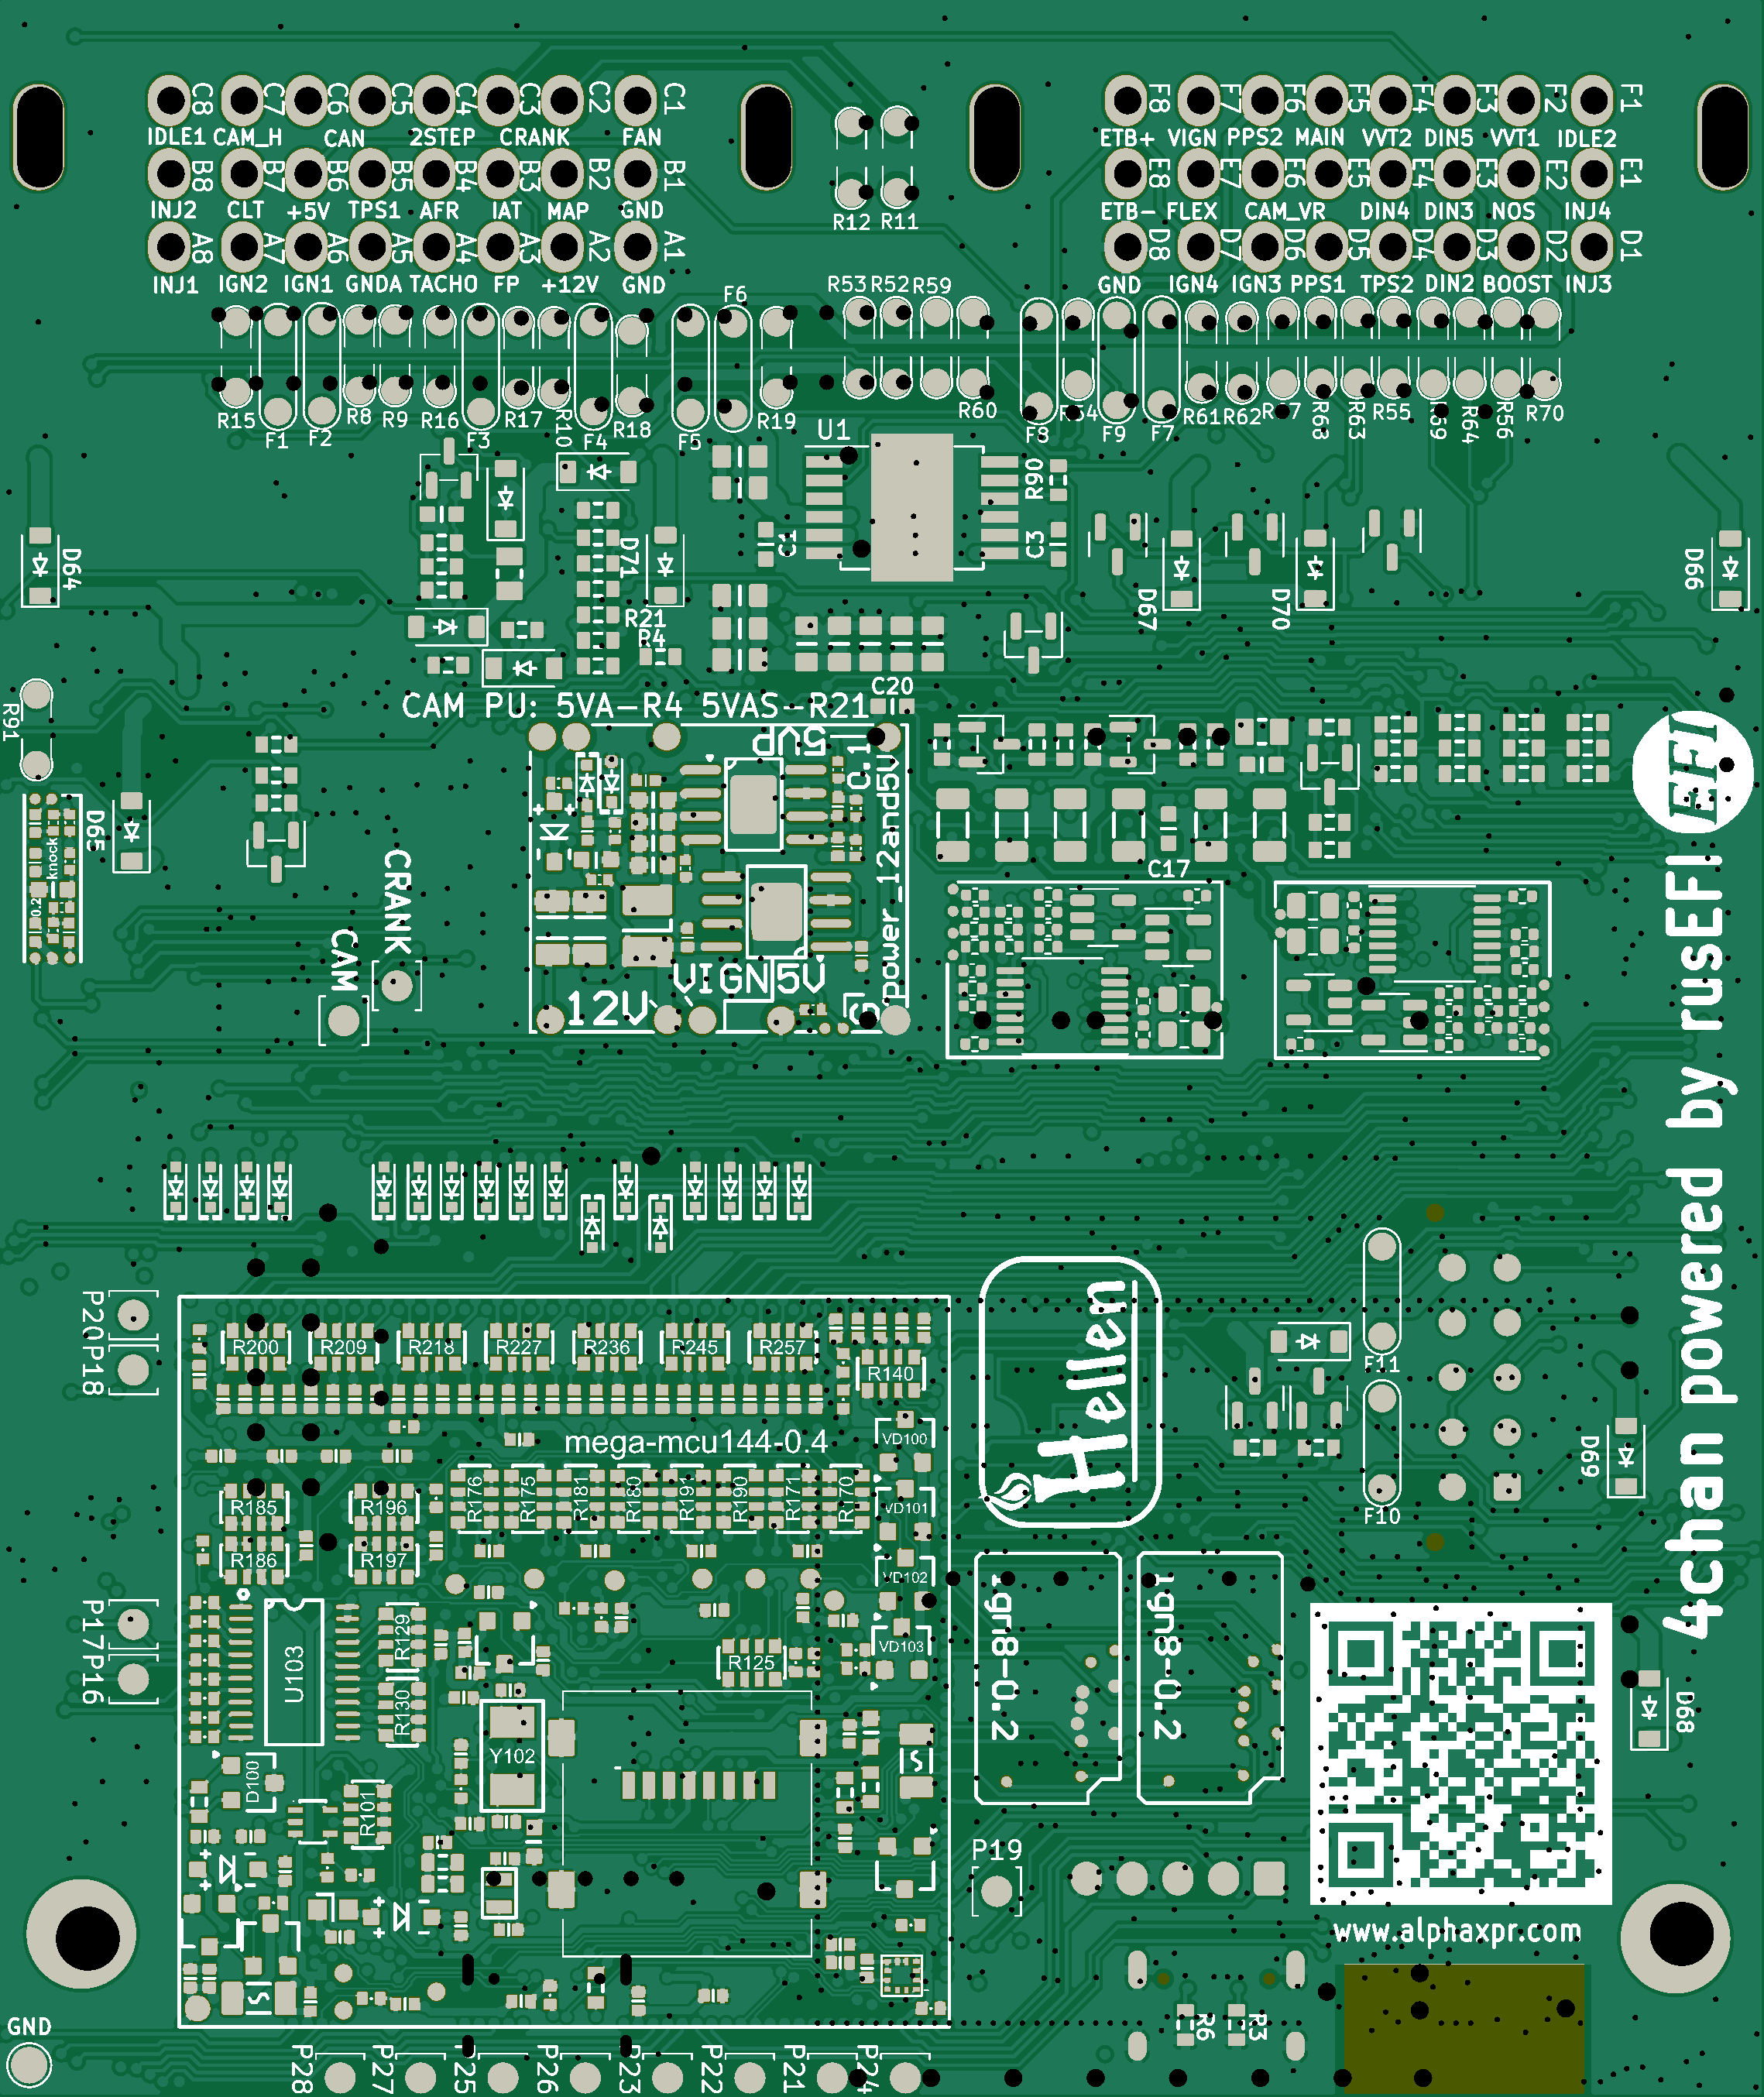 C8 C7 C6 C5 C4 C3 C2 C1
IDLE1 CAM_H CAN 2STEP CRANK FAN
B8 B7 B6 B5 B4 B3 B2 B1
INJ2 CLT +5V TPS1 AFR IAT MAP GND
A8 A7 A6 A5 A4 A3 A2 A1
INJ1 IGN2 IGN1 GNDA TACHO FP +12V GND
R12 R11
F8 F7 F6 F5 F4 F3 F2 F1
ETB+ VIGN PPS2 MAIN VVT2 DIN5 VVT1 IDLE2
E8 E7 E6 E5 E4 E3 E2 E1
ETB- FLEX CAM_VR DIN4 DIN3 NOS INJ4
D8 D7 D6 D5 D4 D3 D2 D1
GND IGN4 IGN3 PPS1 TPS2 DIN2 BOOST INJ3
F6 R53 R52 R59
R15 F1 F2 R8 R9 R16 F3 R17 R10 F4 R18 F5 R19
R60 F8 F9 F7 R61 R62 R68 R63 R55 R69 R64 R56 R70
U1
R90
C1
C3
D64
D71
R21
R4
D67
D70
D66
CAM PU: 5VA-R4 5VAS-R21
C20
R91
D65
knock
0.2
CRANK
CAM
5VP
0.1
power_12and5V
VIGN 5V
12V
C17
EFI
4chan powered by rusEFI
P20 P18
R200 R209 R218 R227 R236 R245 R257
R140
mega-mcu144-0.4
VD100
R185 R196
R176 R175 R181 R180 R191 R190 R171 R170
VD101
R186 R197
VD102
Hellen
F11
F10
D69
P17 P16
U103
R129
R130
R125
VD103
ign8-0.2
ign8-0.2
Y102
D100
R101
D68
P19
www.alphaxpr.com
R6
R3
GND
P28 P27 P25 P26 P23 P22 P21 P24